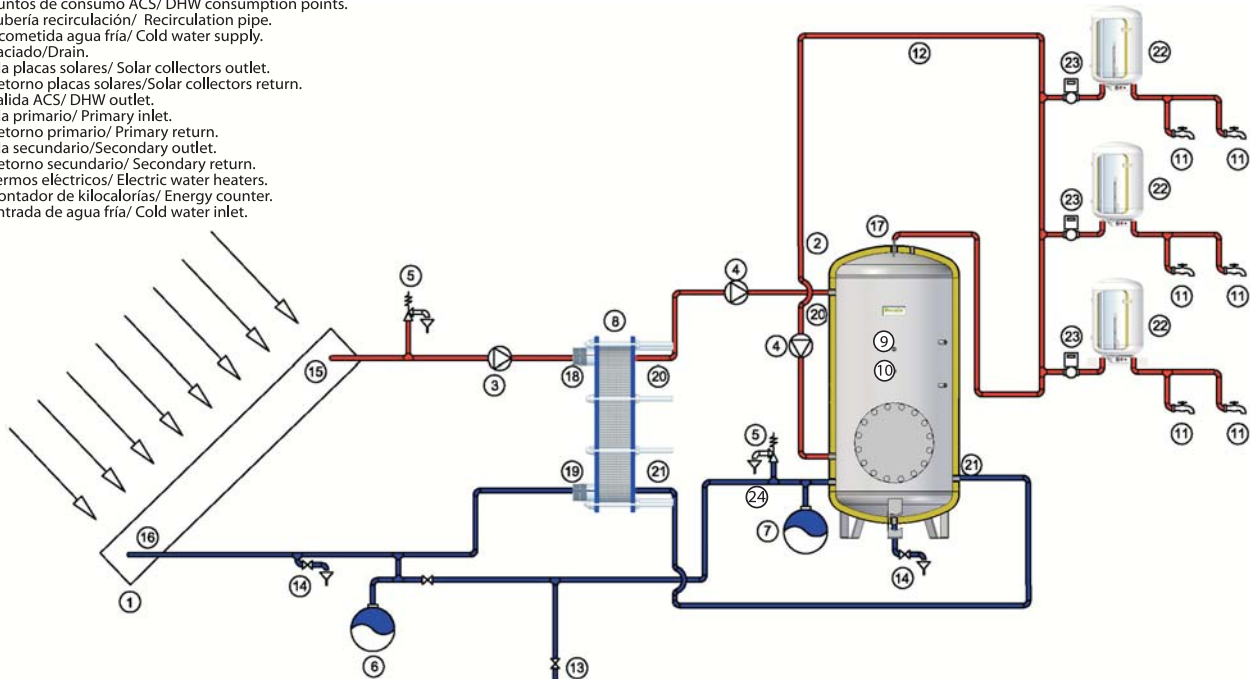 untos de consumo ACS/ DHW consumption points.
ubería recirculación/ Recirculation pipe.
cometida agua fría/ Cold water supply.
aciado/Drain.
a placas solares/ Solar collectors outlet.
etorno placas solares/Solar collectors return.
alida ACS/ DHW outlet.
a primario/ Primary inlet.
etorno primario/ Primary return.
a secundario/Secondary outlet.
etorno secundario/ Secondary return.
ermos eléctricos/ Electric water heaters.
ontador de kilocalorías/ Energy counter.
ntrada de agua fría/ Cold water inlet.
12
23
22
11
11
23
22
11
11
17
2
5
4
8
20
4
23
22
9
10
15
3
18
20
11
11
5
19
21
24
21
7
16
14
14
1
6
13